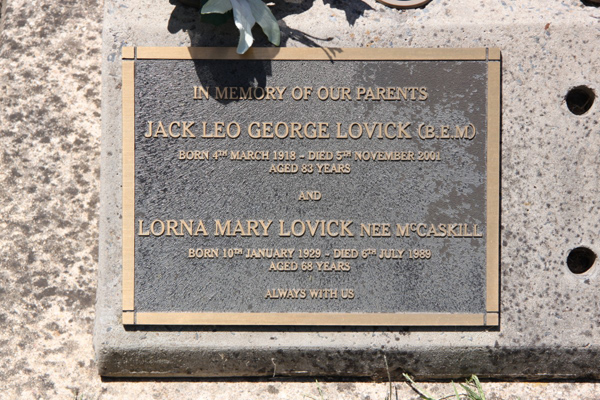 IN MEMORY OF OUR PARENTS
JACK LEO GEORGE LOVICK (B.E.M)
BORN 4TH MARCH 1918 - DIED 5TH NOVEMBER 2001
AGED 83 YEARS
AND
LORNA MARY LOVICK NEE MCCASKILL
BORN 10TH JANUARY 1929 - DIED 6TH JULY 1989
AGED 68 YEARS
ALWAYS WITH US